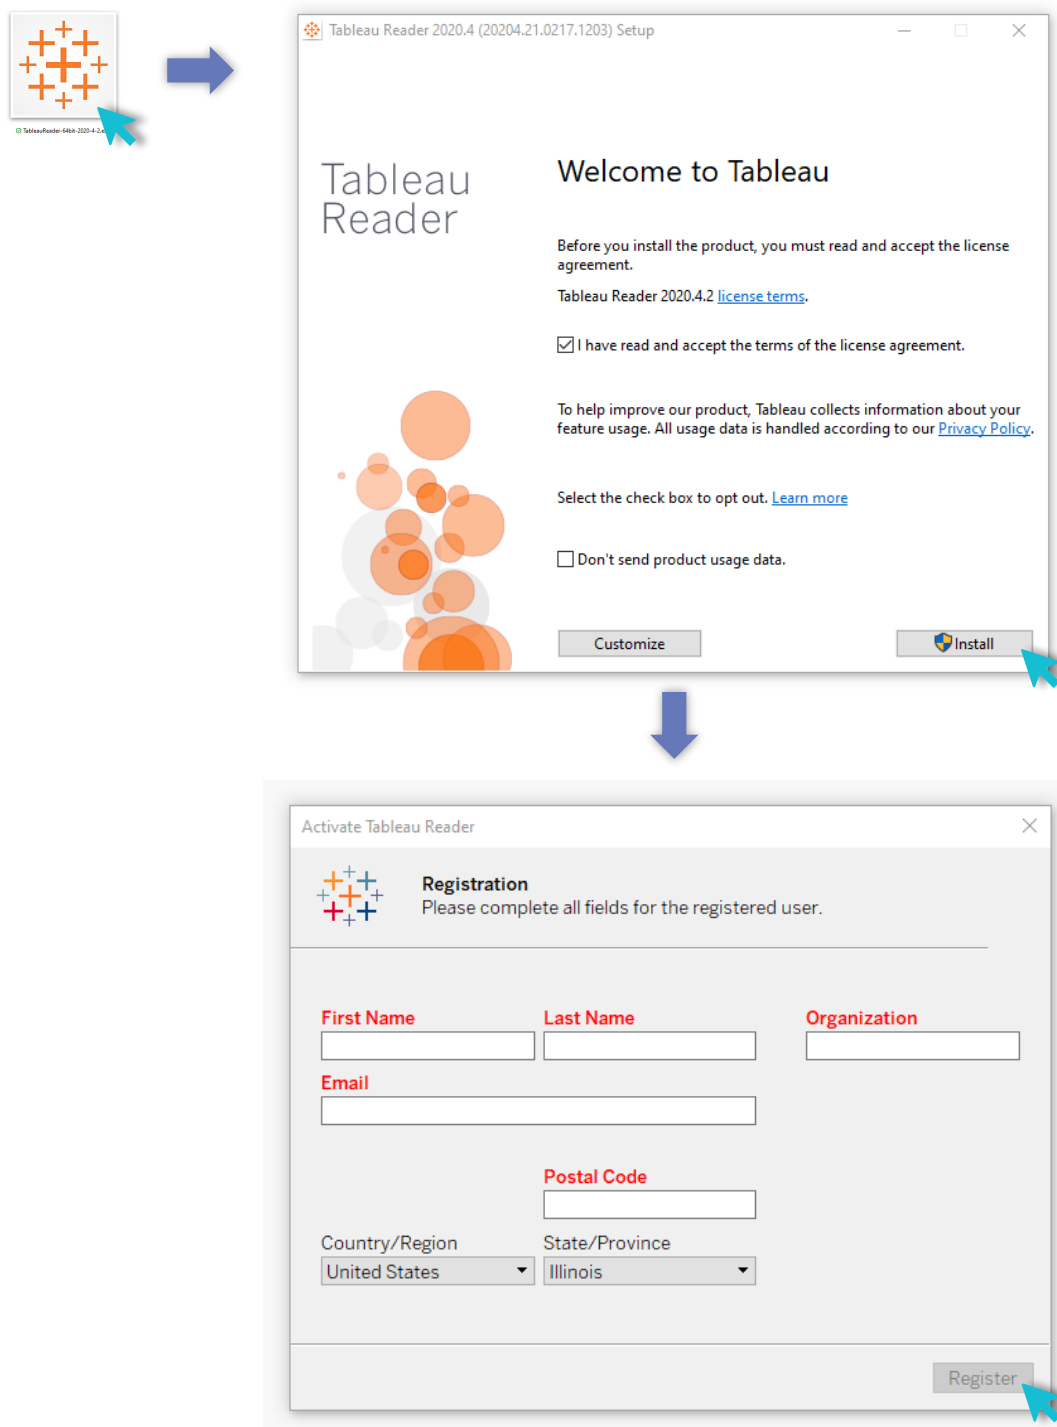 TableauReader-64bit-2020-4-2.e
Tableau Reader 2020.4 (20204.21.0217.1203) Setup
Tableau
Reader
Welcome to Tableau
Before you install the product, you must read and accept the license
agreement.
Tableau Reader 2020.4.2 license terms.
I have read and accept the terms of the license agreement.
To help improve our product, Tableau collects information about your
feature usage. All usage data is handled according to our Privacy Policy.
Select the check box to opt out. Learn more
Don't send product usage data.
Customize
Install
Activate Tableau Reader
Registration
Please complete all fields for the registered user.
First Name Last Name Organization
Email
Postal Code
Country/Region State/Province
United States Illinois
Register